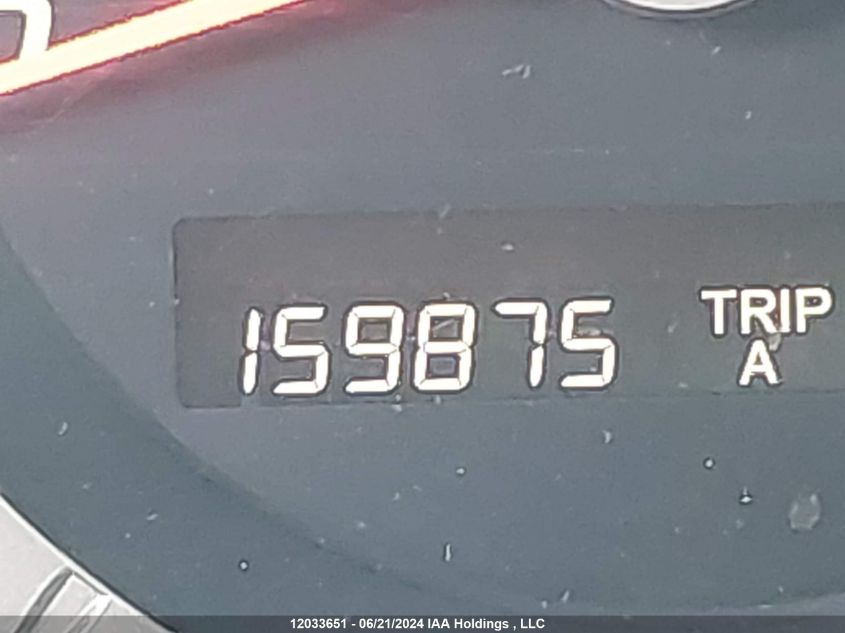 159875 TRIP
A
12033651 - 06/21/2024 IAA Holdings , LLC